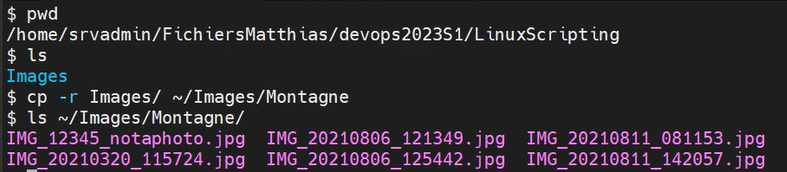 $ pwd
/home/srvadmin/FichiersMatthias/devops2023S1/LinuxScripting
$ ls
Images
$ cp -r Images/ ~/Images/Montagne
$ ls ~/Images/Montagne/
IMG_12345_notaphoto.jpg  IMG_20210806_121349.jpg  IMG_20210811_081153.jpg
IMG_20210320_115724.jpg  IMG_20210806_125442.jpg  IMG_20210811_142057.jpg